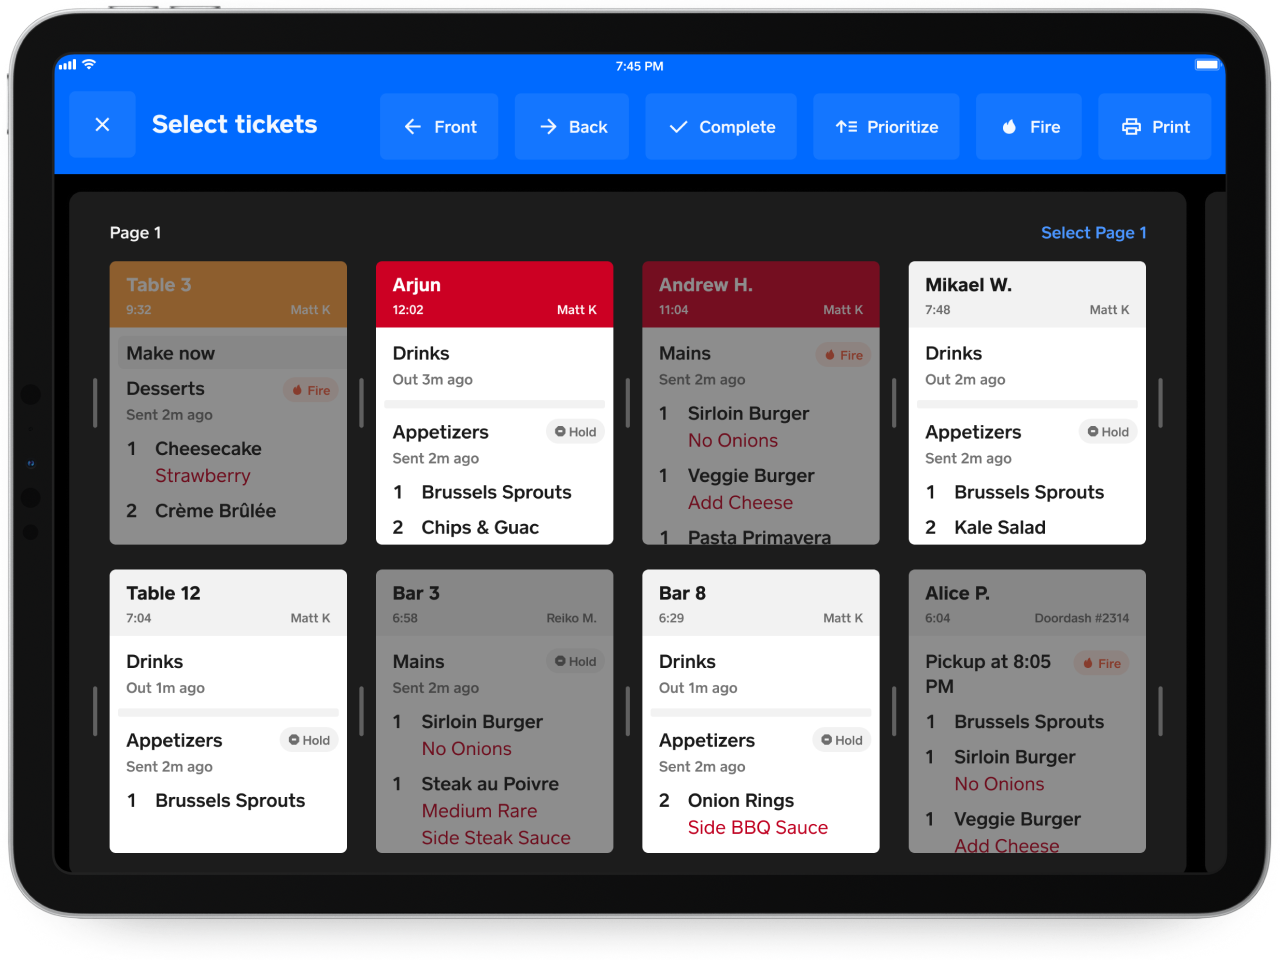 7:45 PM
Select tickets
Front
Back
Complete
Prioritize
Fire
Print
Page 1
Select Page 1
Table 3
9:32 Matt K
Make now
Desserts Fire
Sent 2m ago
1 Cheesecake
Strawberry
2 Crème Brûlée
Arjun
12:02 Matt K
Drinks
Out 3m ago
Appetizers Hold
Sent 2m ago
1 Brussels Sprouts
2 Chips & Guac
Andrew H.
11:04 Matt K
Mains Fire
Sent 2m ago
1 Sirloin Burger
No Onions
1 Veggie Burger
Add Cheese
1 Pasta Primavera
Mikael W.
7:48 Matt K
Drinks
Out 2m ago
Appetizers Hold
Sent 2m ago
1 Brussels Sprouts
2 Kale Salad
Table 12
7:04 Matt K
Drinks
Out 1m ago
Appetizers Hold
Sent 2m ago
1 Brussels Sprouts
Bar 3
6:58 Reiko M.
Mains Hold
Sent 2m ago
1 Sirloin Burger
No Onions
1 Steak au Poivre
Medium Rare
Side Steak Sauce
Bar 8
6:29 Matt K
Drinks
Out 1m ago
Appetizers Hold
Sent 2m ago
2 Onion Rings
Side BBQ Sauce
Alice P.
6:04 Doordash #2314
Pickup at 8:05 Fire
PM
1 Brussels Sprouts
1 Sirloin Burger
No Onions
1 Veggie Burger
Add Cheese